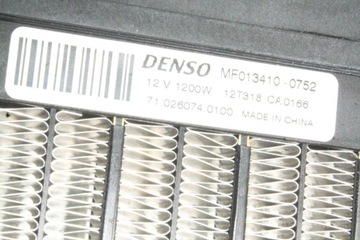 DENSO MF013410-0752
12 V 1200W 12T318 CA0166
71.026074.0100 MADE IN CHINA